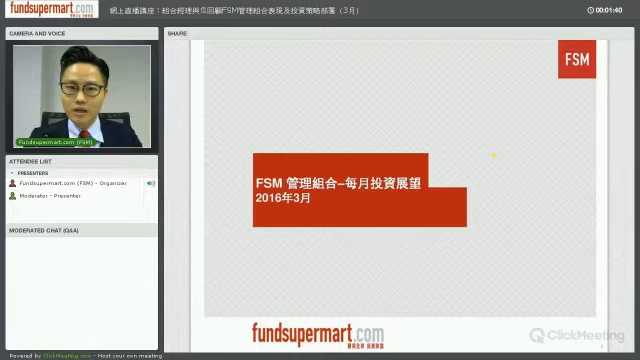 fundsupermart.com
網上直播講座：組合經理與您回顧FSM管理組合表現及投資策略部署（3月）
00:01:40
CAMERA AND VOICE
Fundsupermart.com (FSM)
ATTENDEE LIST
PRESENTERS
Fundsupermart.com (FSM) - Organizer
Moderator - Presenter
MODERATED CHAT (Q&A)
SHARE
FSM
FSM 管理組合–每月投資展望
2016年3月
fundsupermart.com
ClickMeeting
Powered by ClickMeeting.com - Host your own meeting